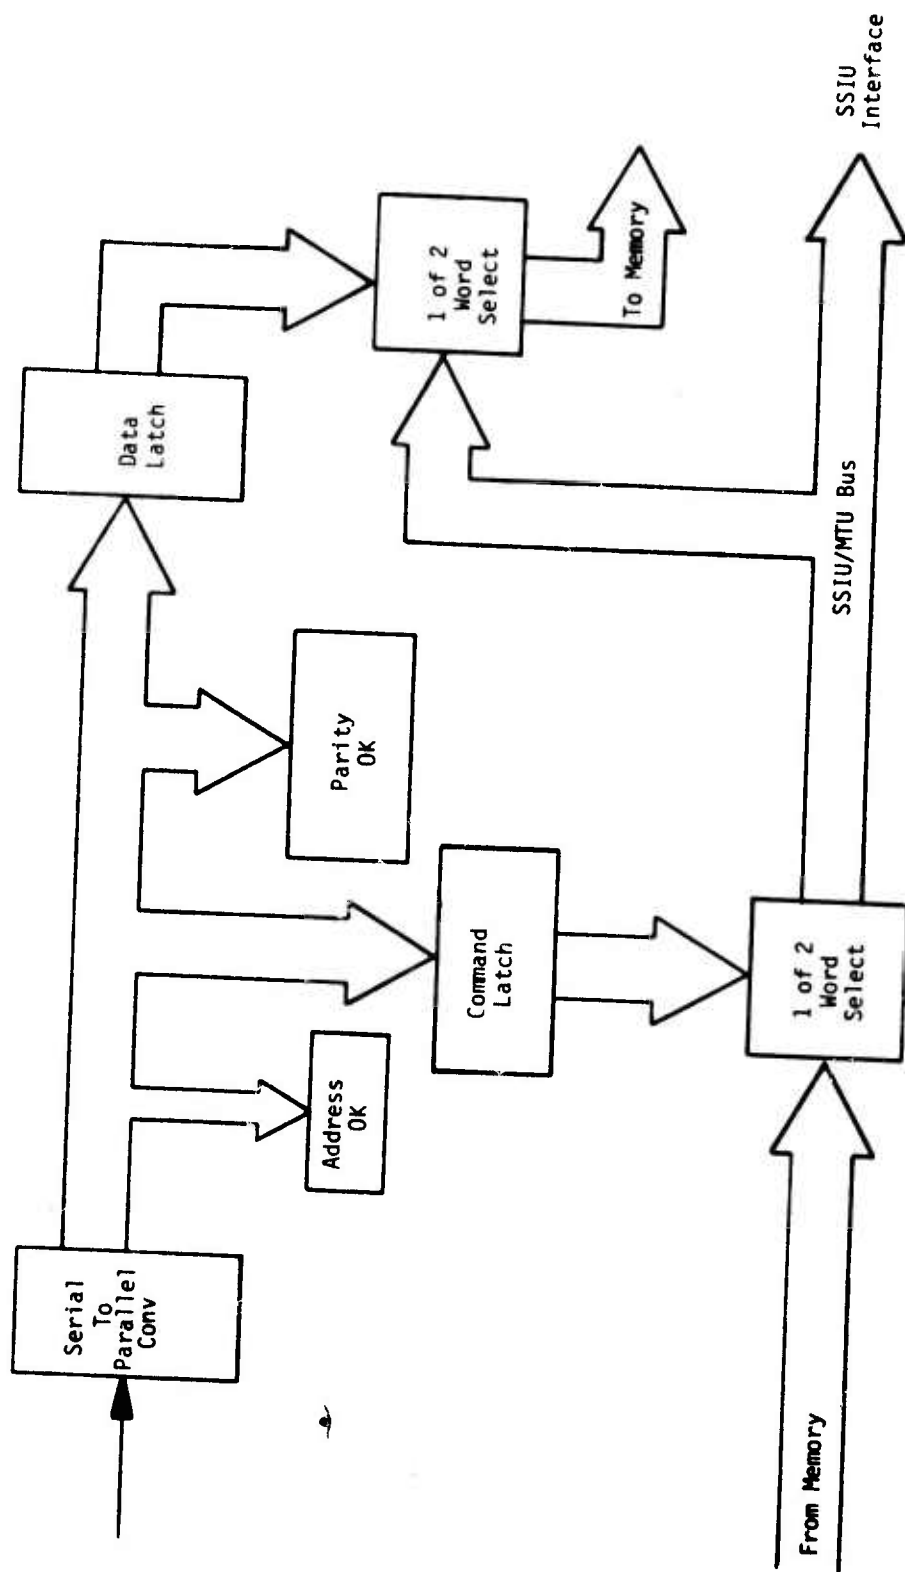 Serial
To
Parallel
Conv
Data
Latch
Address
OK
Parity
OK
Command
Latch
1 of 2
Word
Select
To Memory
From Memory
1 of 2
Word
Select
SSIU/MTU Bus
SSIU
Interface